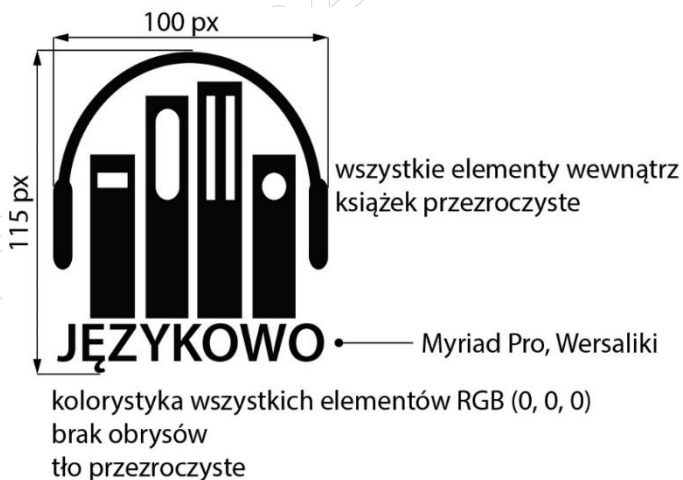 100 px
115 px
wszystkie elementy wewnątrz
książek przezroczyste
JĘZYKOWO
Myriad Pro, Wersaliki
kolorystyka wszystkich elementów RGB (0, 0, 0)
brak obrysów
tło przezroczyste